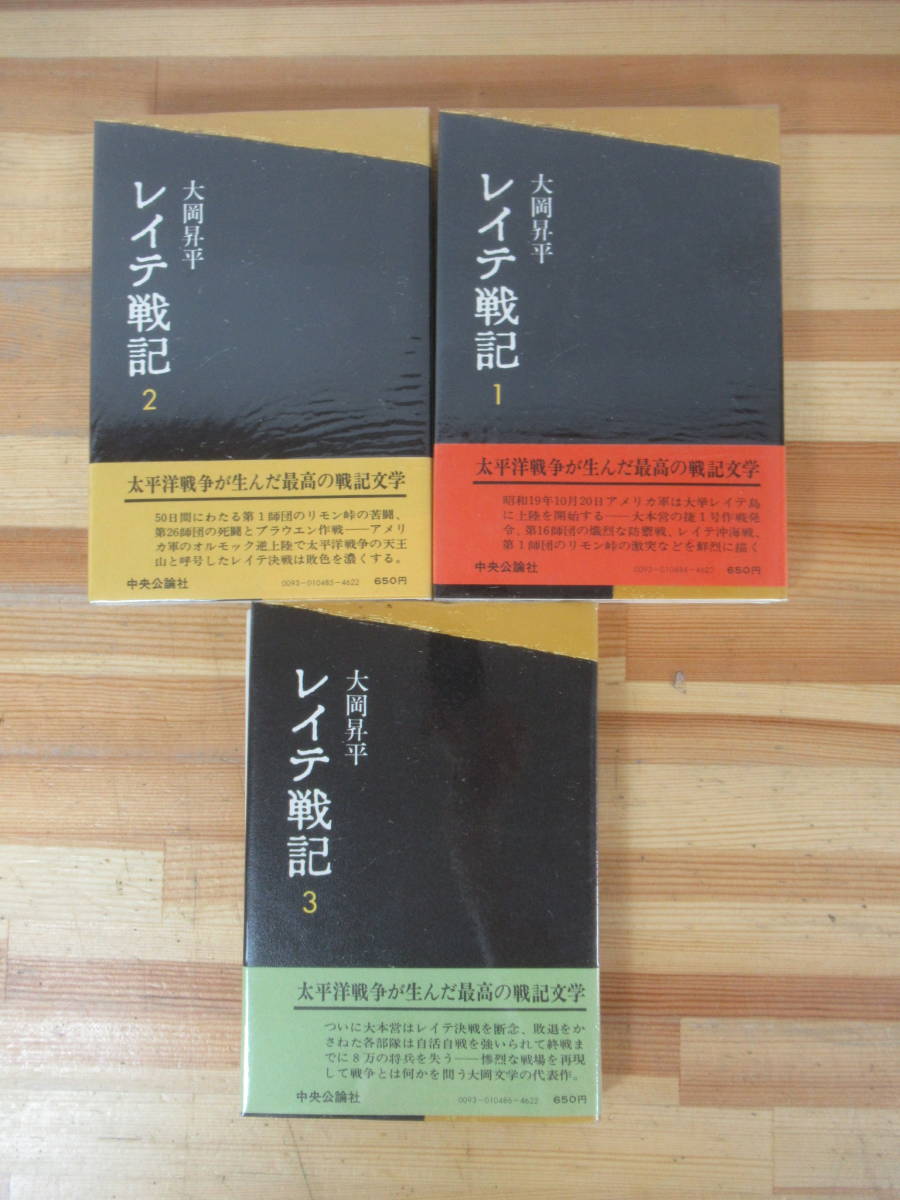 大岡昇平
レイテ戦記
2
太平洋戦争が生んだ最高の戦記文学
50日間にわたる第1師団のリモン峠の苦闘、
第26師団の死闘とブラウエン作戦――アメリ
カ軍のオルモック逆上陸で太平洋戦争の天王
山と呼号したレイテ決戦は敗色を濃くする。
中央公論社
0093-010485-4622
650円
大岡昇平
レイテ戦記
1
太平洋戦争が生んだ最高の戦記文学
昭和19年10月20日アメリカ軍は大挙レイテ島
に上陸を開始する――大本営の捷1号作戦発
令、第16師団の熾烈な防禦戦、レイテ沖海戦、
第1師団のリモン峠の激突などを鮮烈に描く
中央公論社
0093-010484-4622
650円
大岡昇平
レイテ戦記
3
太平洋戦争が生んだ最高の戦記文学
ついに大本営はレイテ決戦を断念、敗退をか
さねた各部隊は自活自戦を強いられて終戦ま
でに8万の将兵を失う――惨烈な戦場を再現
して戦争とは何かを問う大岡文学の代表作。
中央公論社
0093-010486-4622
650円